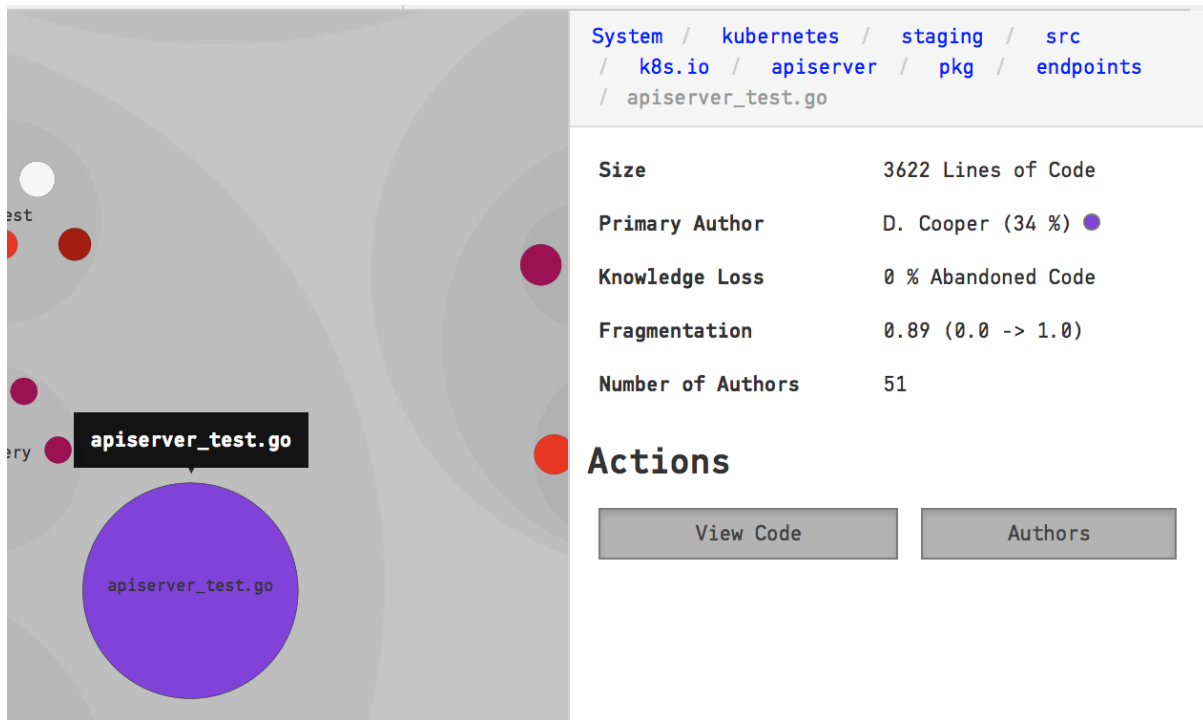 System / kubernetes / staging / src
/ k8s.io / apiserver / pkg / endpoints
/ apiserver_test.go
Size 3622 Lines of Code
Primary Author D. Cooper (34 %)
Knowledge Loss 0 % Abandoned Code
Fragmentation 0.89 (0.0 -> 1.0)
Number of Authors 51
Actions
View Code Authors
est
ery
apiserver_test.go
apiserver_test.go